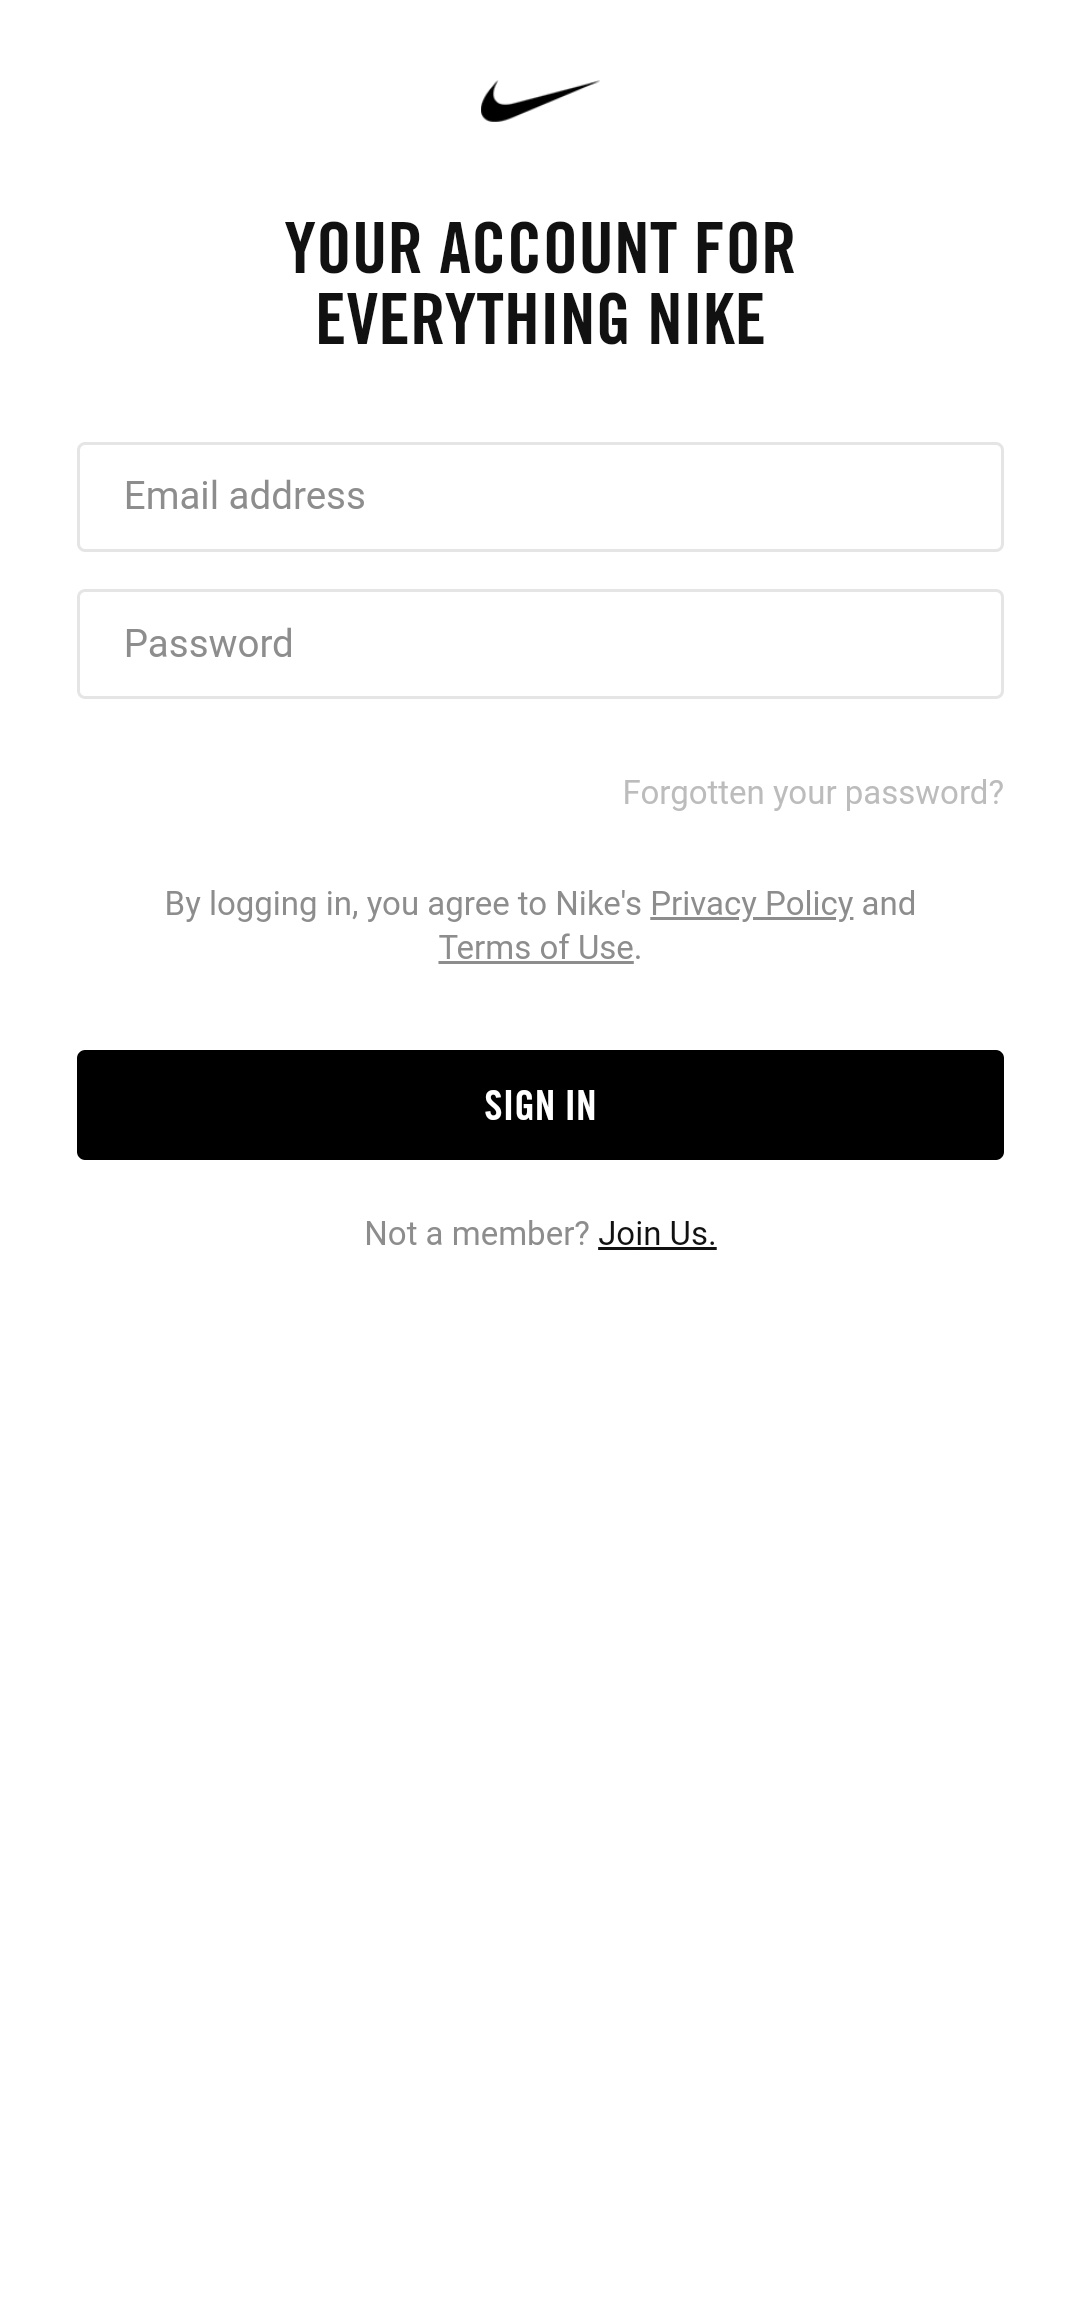 YOUR ACCOUNT FOR
EVERYTHING NIKE
Email address
Password
Forgotten your password?
By logging in, you agree to Nike's Privacy Policy and
Terms of Use.
SIGN IN
Not a member? Join Us.